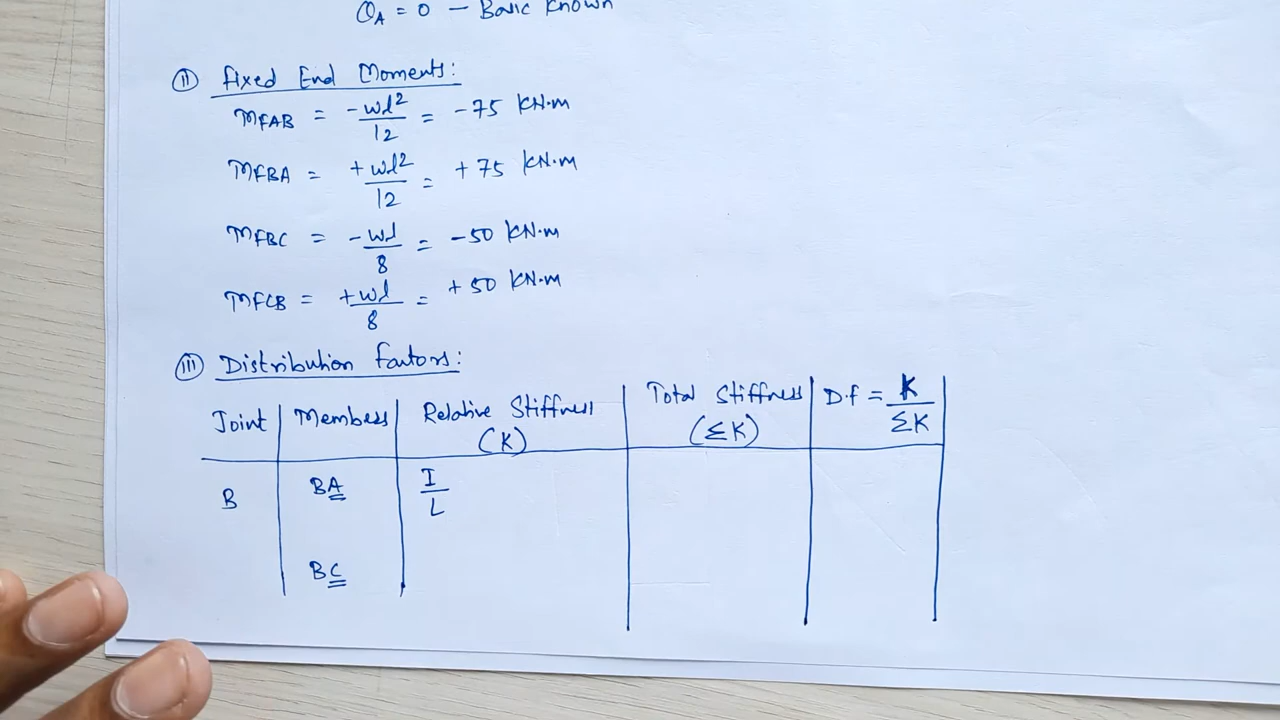 θA = 0 — Basic known
(II) Fixed End Moments:
MFAB = -wl²/12 = -75 KN.m
MFBA = +wl²/12 = +75 KN.m
MFBC = -wl/8 = -50 KN.m
MFCB = +wl/8 = +50 KN.m
(III) Distribution factors:
Joint Members Relative Stiffness (K) Total Stiffness (ΣK) D.f = K/ΣK
B BA I/L
BC